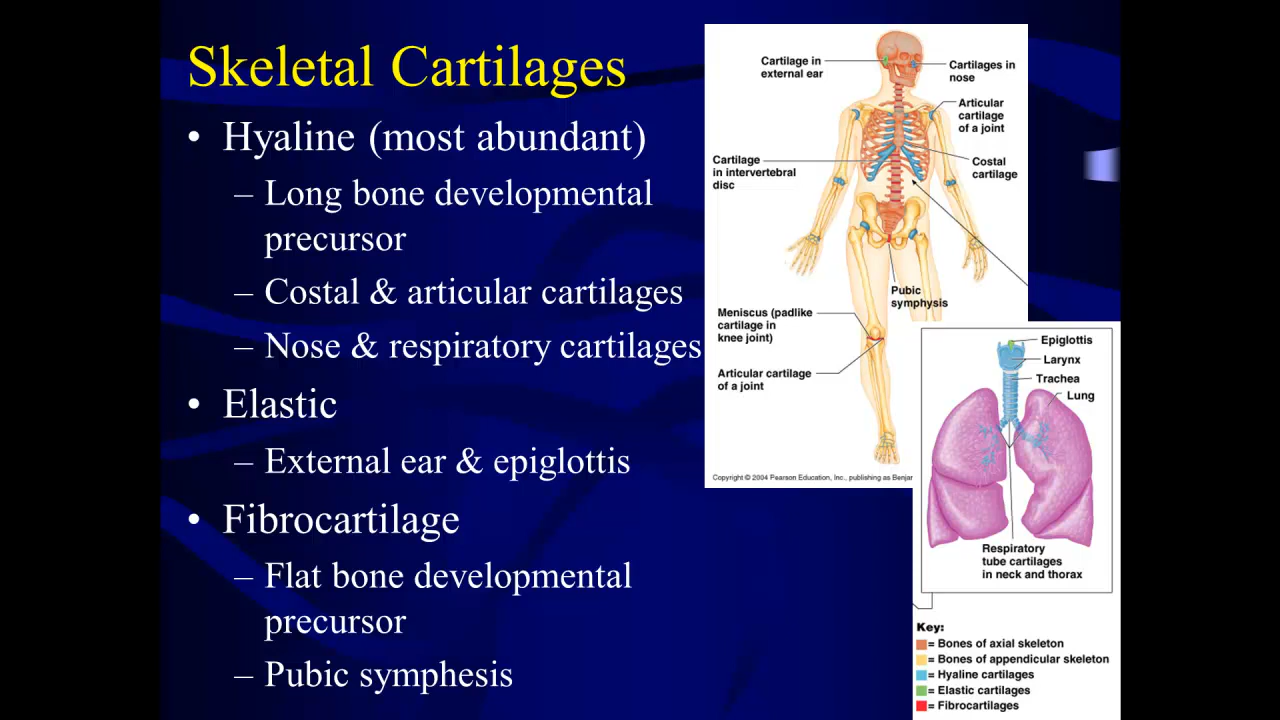 Skeletal Cartilages
• Hyaline (most abundant)
– Long bone developmental
precursor
– Costal & articular cartilages
– Nose & respiratory cartilages
• Elastic
– External ear & epiglottis
• Fibrocartilage
– Flat bone developmental
precursor
– Pubic symphesis
Cartilage in
external ear
Cartilages in
nose
Articular
cartilage
of a joint
Cartilage
in intervertebral
disc
Costal
cartilage
Pubic
symphysis
Meniscus (padlike
cartilage in
knee joint)
Articular cartilage
of a joint
Copyright © 2004 Pearson Education, Inc., publishing as
Epiglottis
Larynx
Trachea
Lung
Respiratory
tube cartilages
in neck and thorax
Key:
= Bones of axial skeleton
= Bones of appendicular skeleton
= Hyaline cartilages
= Elastic cartilages
= Fibrocartilages